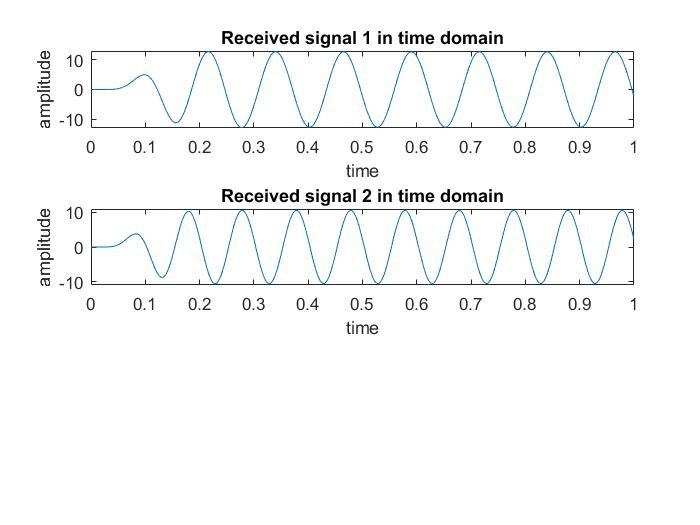 Received signal 1 in time domain
amplitude
10
0
-10
0 0.1 0.2 0.3 0.4 0.5 0.6 0.7 0.8 0.9 1
time
Received signal 2 in time domain
amplitude
10
0
-10
0 0.1 0.2 0.3 0.4 0.5 0.6 0.7 0.8 0.9 1
time